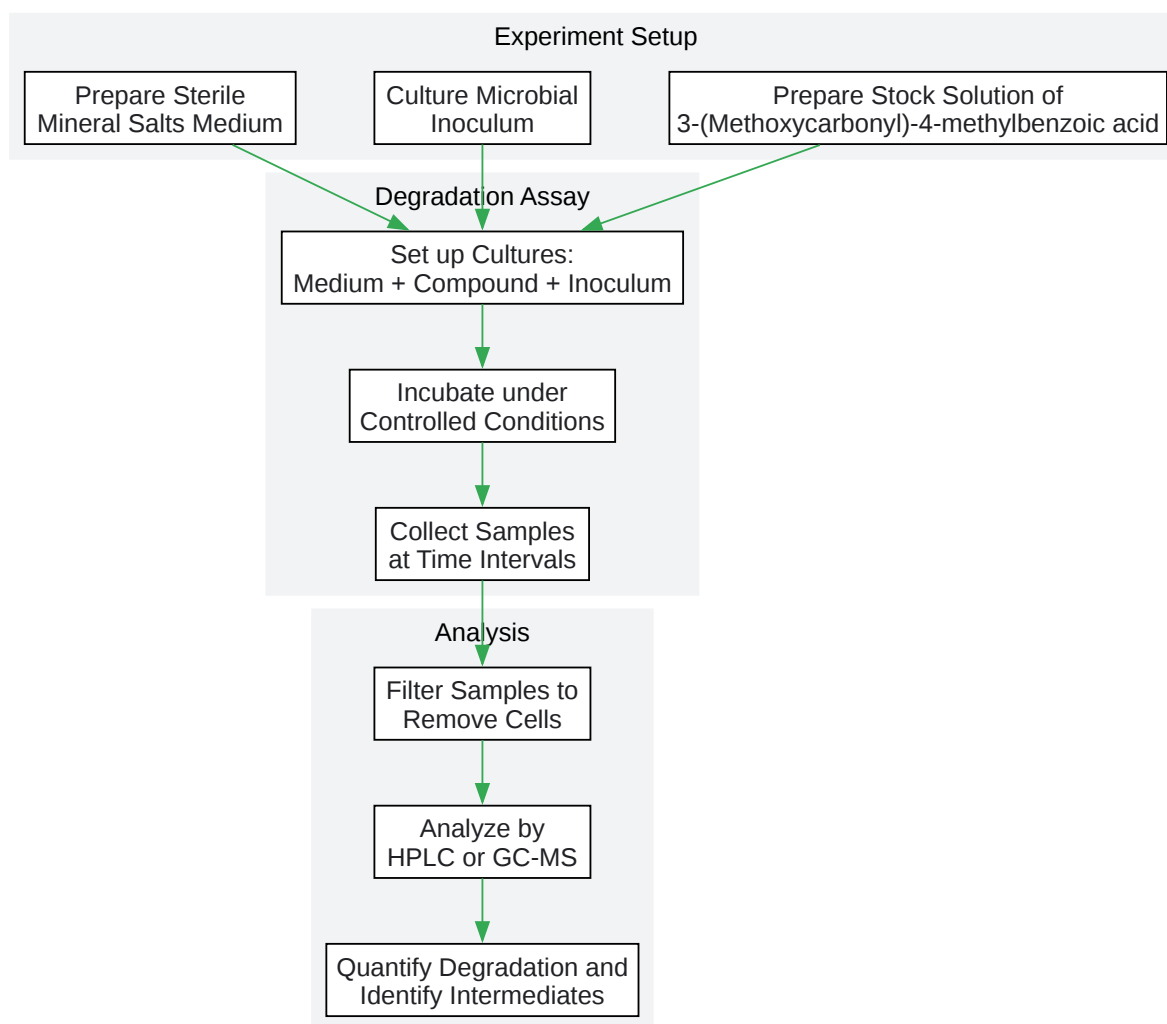 Experiment Setup
Prepare Sterile
Mineral Salts Medium
Culture Microbial
Inoculum
Prepare Stock Solution of
3-(Methoxycarbonyl)-4-methylbenzoic acid
Degradation Assay
Set up Cultures:
Medium + Compound + Inoculum
Incubate under
Controlled Conditions
Collect Samples
at Time Intervals
Analysis
Filter Samples to
Remove Cells
Analyze by
HPLC or GC-MS
Quantify Degradation and
Identify Intermediates